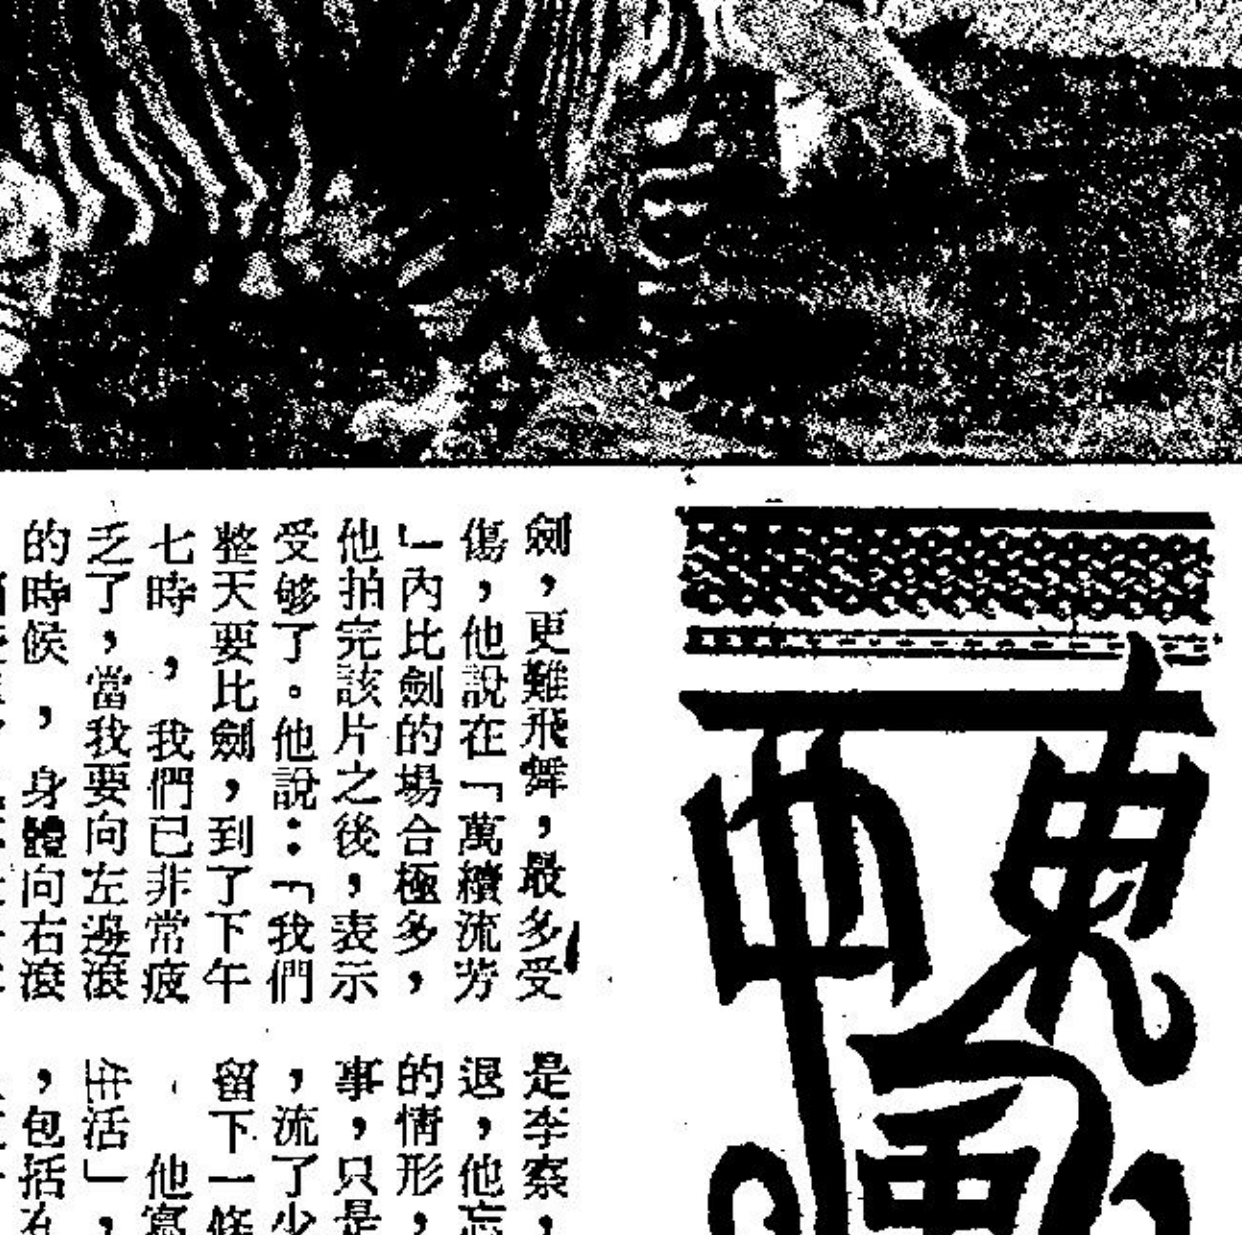 東西
劍，更難飛舞，最多受
傷，他說在「萬續流芳
」內比劍的場合極多，
他拍完該片之後，表示
受够了。他說：「我們
整天要比劍，到了下午
七時，我們已非常疲
乏了，當我要向左邊滾
的時候，身體向右滾
是李察，
退，他忘
的情形，
事，只是
，流了少
留下一條
他寫
拚活」，
，包括